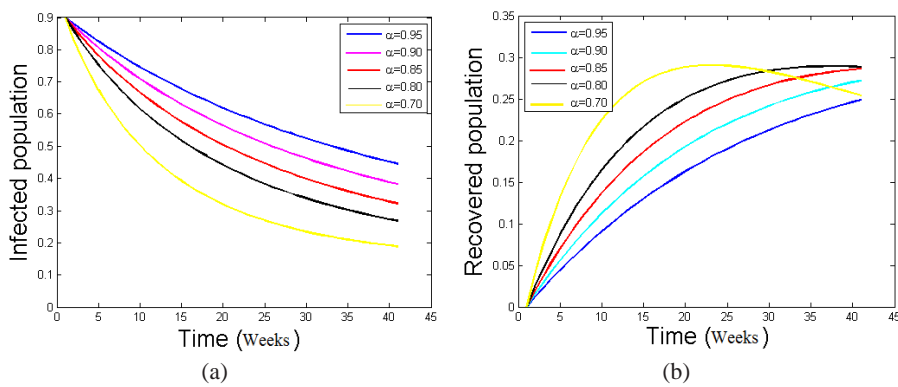 Infected population
0.9
0.8
0.7
0.6
0.5
0.4
0.3
0.2
0.1
0
0 5 10 15 20 25 30 35 40 45
Time (Weeks)
α=0.95
α=0.90
α=0.85
α=0.80
α=0.70
(a)
Recovered population
0.35
0.3
0.25
0.2
0.15
0.1
0.05
0
0 5 10 15 20 25 30 35 40 45
Time (Weeks)
α=0.95
α=0.90
α=0.85
α=0.80
α=0.70
(b)